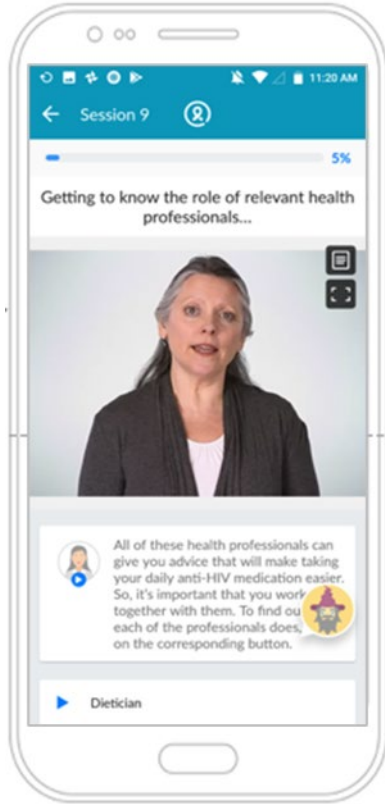 11:20 AM
Session 9
5%
Getting to know the role of relevant health
professionals...
All of these health professionals can
give you advice that will make taking
your daily anti-HIV medication easier.
So, it's important that you work
together with them. To find ou
each of the professionals does,
on the corresponding button.
Dietician